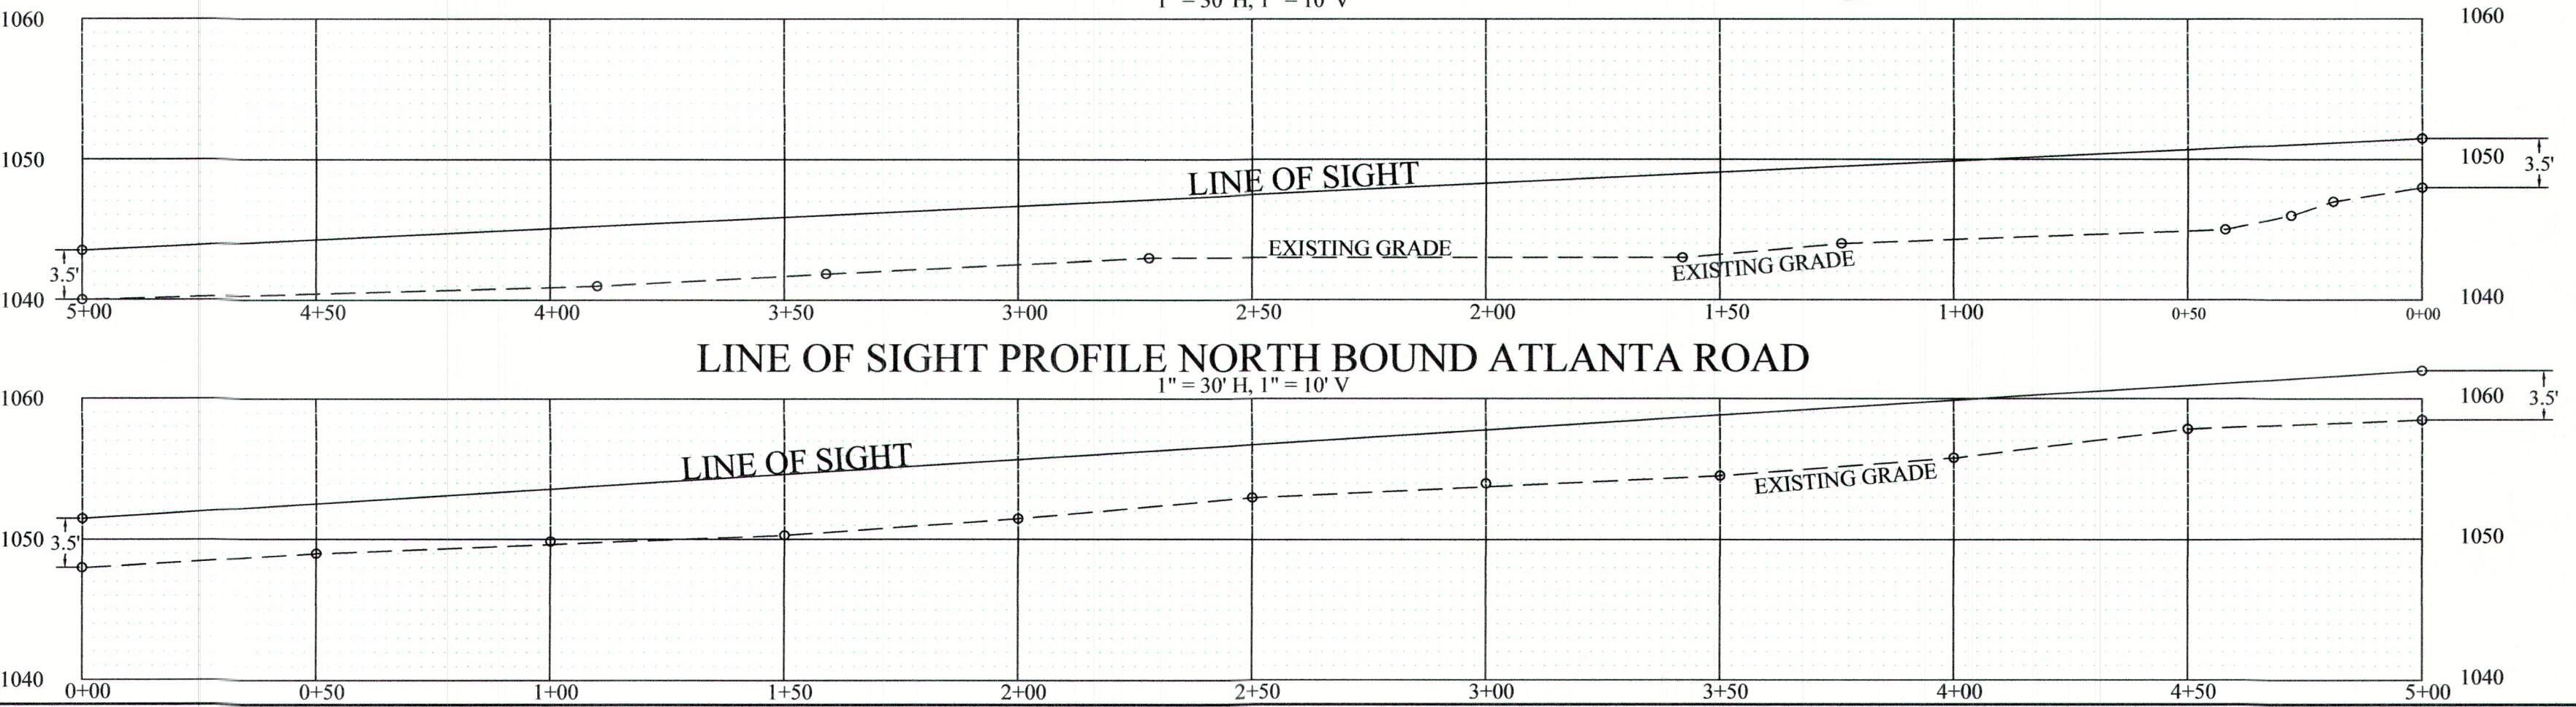 1" = 30' H, 1" = 10' V
1060 1060
1050 LINE OF SIGHT 1050 3.5'
3.5' EXISTING GRADE EXISTING GRADE
1040 1040
5+00 4+50 4+00 3+50 3+00 2+50 2+00 1+50 1+00 0+50 0+00
LINE OF SIGHT PROFILE NORTH BOUND ATLANTA ROAD
1" = 30' H, 1" = 10' V
1060 1060 3.5'
LINE OF SIGHT EXISTING GRADE
1050 3.5' 1050
1040 1040
0+00 0+50 1+00 1+50 2+00 2+50 3+00 3+50 4+00 4+50 5+00